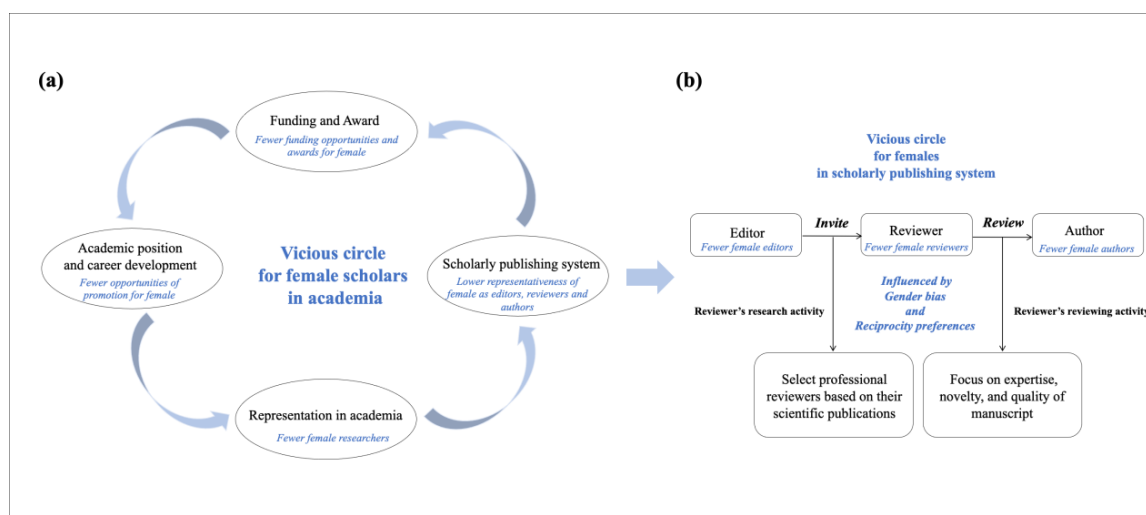 (a)
Funding and Award
Fewer funding opportunities and
awards for female
Academic position
and career development
Fewer opportunities of
promotion for female
Vicious circle
for female scholars
in academia
Scholarly publishing system
Lower representativeness of
female as editors, reviewers and
authors
Representation in academia
Fewer female researchers
(b)
Vicious circle
for females
in scholarly publishing system
Editor
Fewer female editors
Invite
Reviewer
Fewer female reviewers
Review
Author
Fewer female authors
Influenced by
Gender bias
and
Reciprocity preferences
Reviewer's research activity
Reviewer's reviewing activity
Select professional
reviewers based on their
scientific publications
Focus on expertise,
novelty, and quality of
manuscript